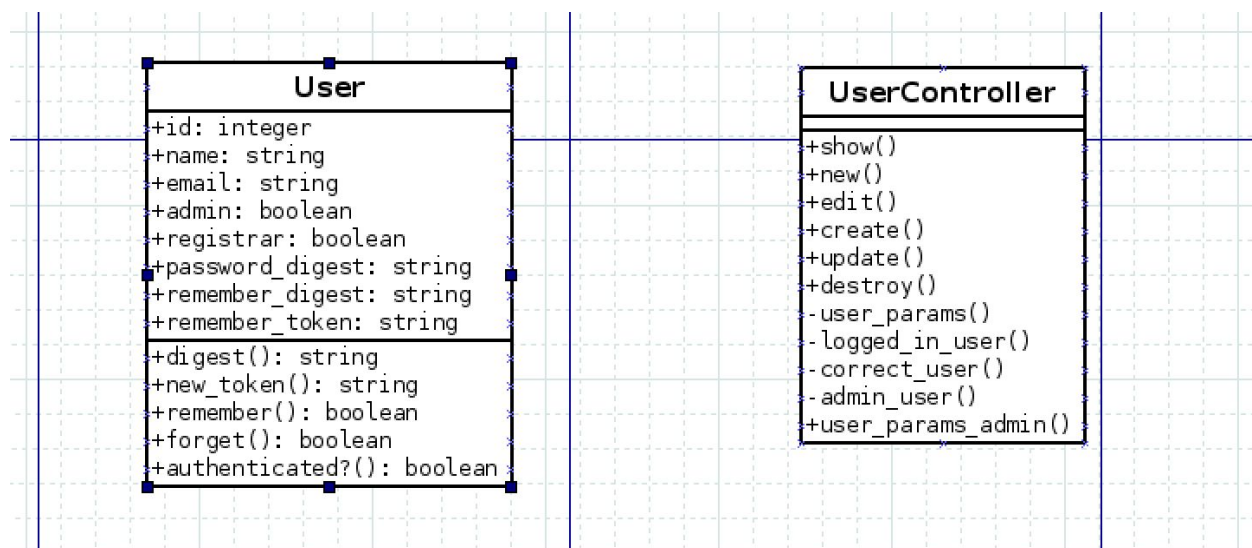 User
+id: integer
+name: string
+email: string
+admin: boolean
+registrar: boolean
+password_digest: string
+remember_digest: string
+remember_token: string
+digest(): string
+new_token(): string
+remember(): boolean
+forget(): boolean
+authenticated?(): boolean
UserController
+show()
+new()
+edit()
+create()
+update()
+destroy()
-user_params()
-logged_in_user()
-correct_user()
-admin_user()
+user_params_admin()